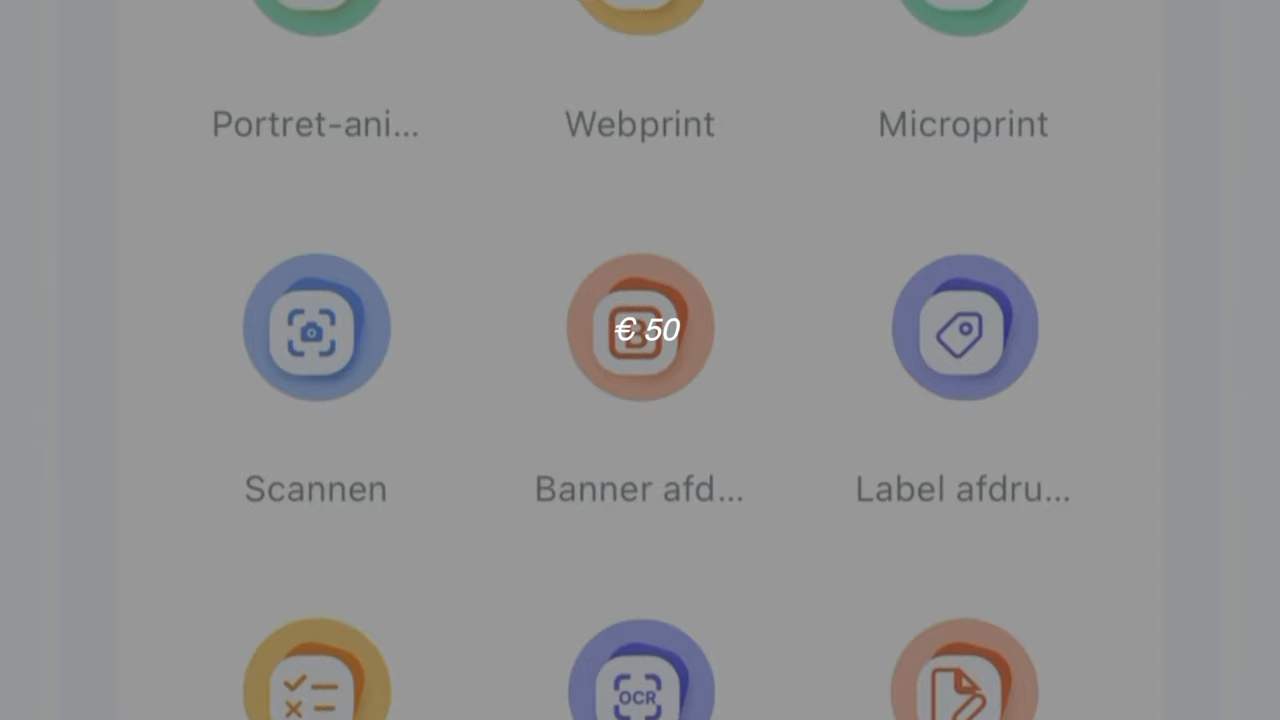 Portret-ani... Webprint Microprint
€ 50
Scannen Banner afd... Label afdru...
OCR